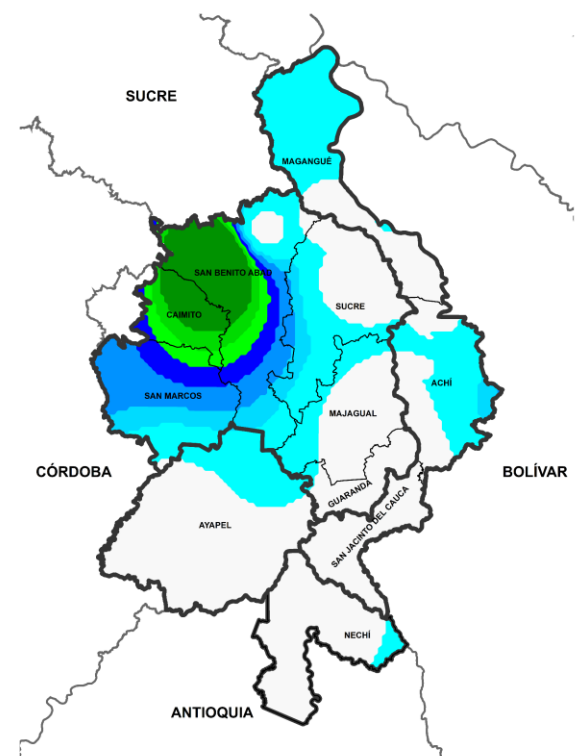 SUCRE
MAGANGUÉ
SAN BENITO ABAD
CAIMITO
SUCRE
SAN MARCOS
ACHÍ
MAJAGUAL
CÓRDOBA
BOLÍVAR
GUARANDA
SAN JACINTO DEL CAUCA
AYAPEL
NECHÍ
ANTIOQUIA